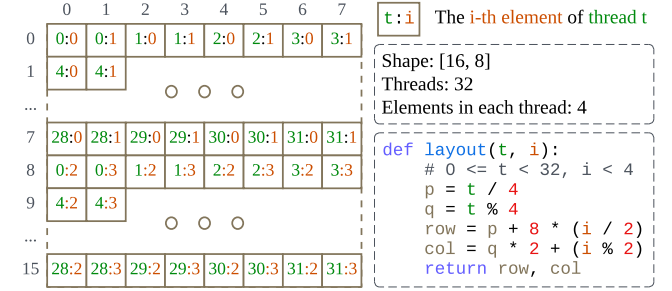 0 1 2 3 4 5 6 7
0 0:0 0:1 1:0 1:1 2:0 2:1 3:0 3:1
1 4:0 4:1
...
7 28:0 28:1 29:0 29:1 30:0 30:1 31:0 31:1
8 0:2 0:3 1:2 1:3 2:2 2:3 3:2 3:3
9 4:2 4:3
...
15 28:2 28:3 29:2 29:3 30:2 30:3 31:2 31:3
t:i The i-th element of thread t
Shape: [16, 8]
Threads: 32
Elements in each thread: 4
def layout(t, i):
# 0 <= t < 32, i < 4
p = t / 4
q = t % 4
row = p + 8 * (i / 2)
col = q * 2 + (i % 2)
return row, col